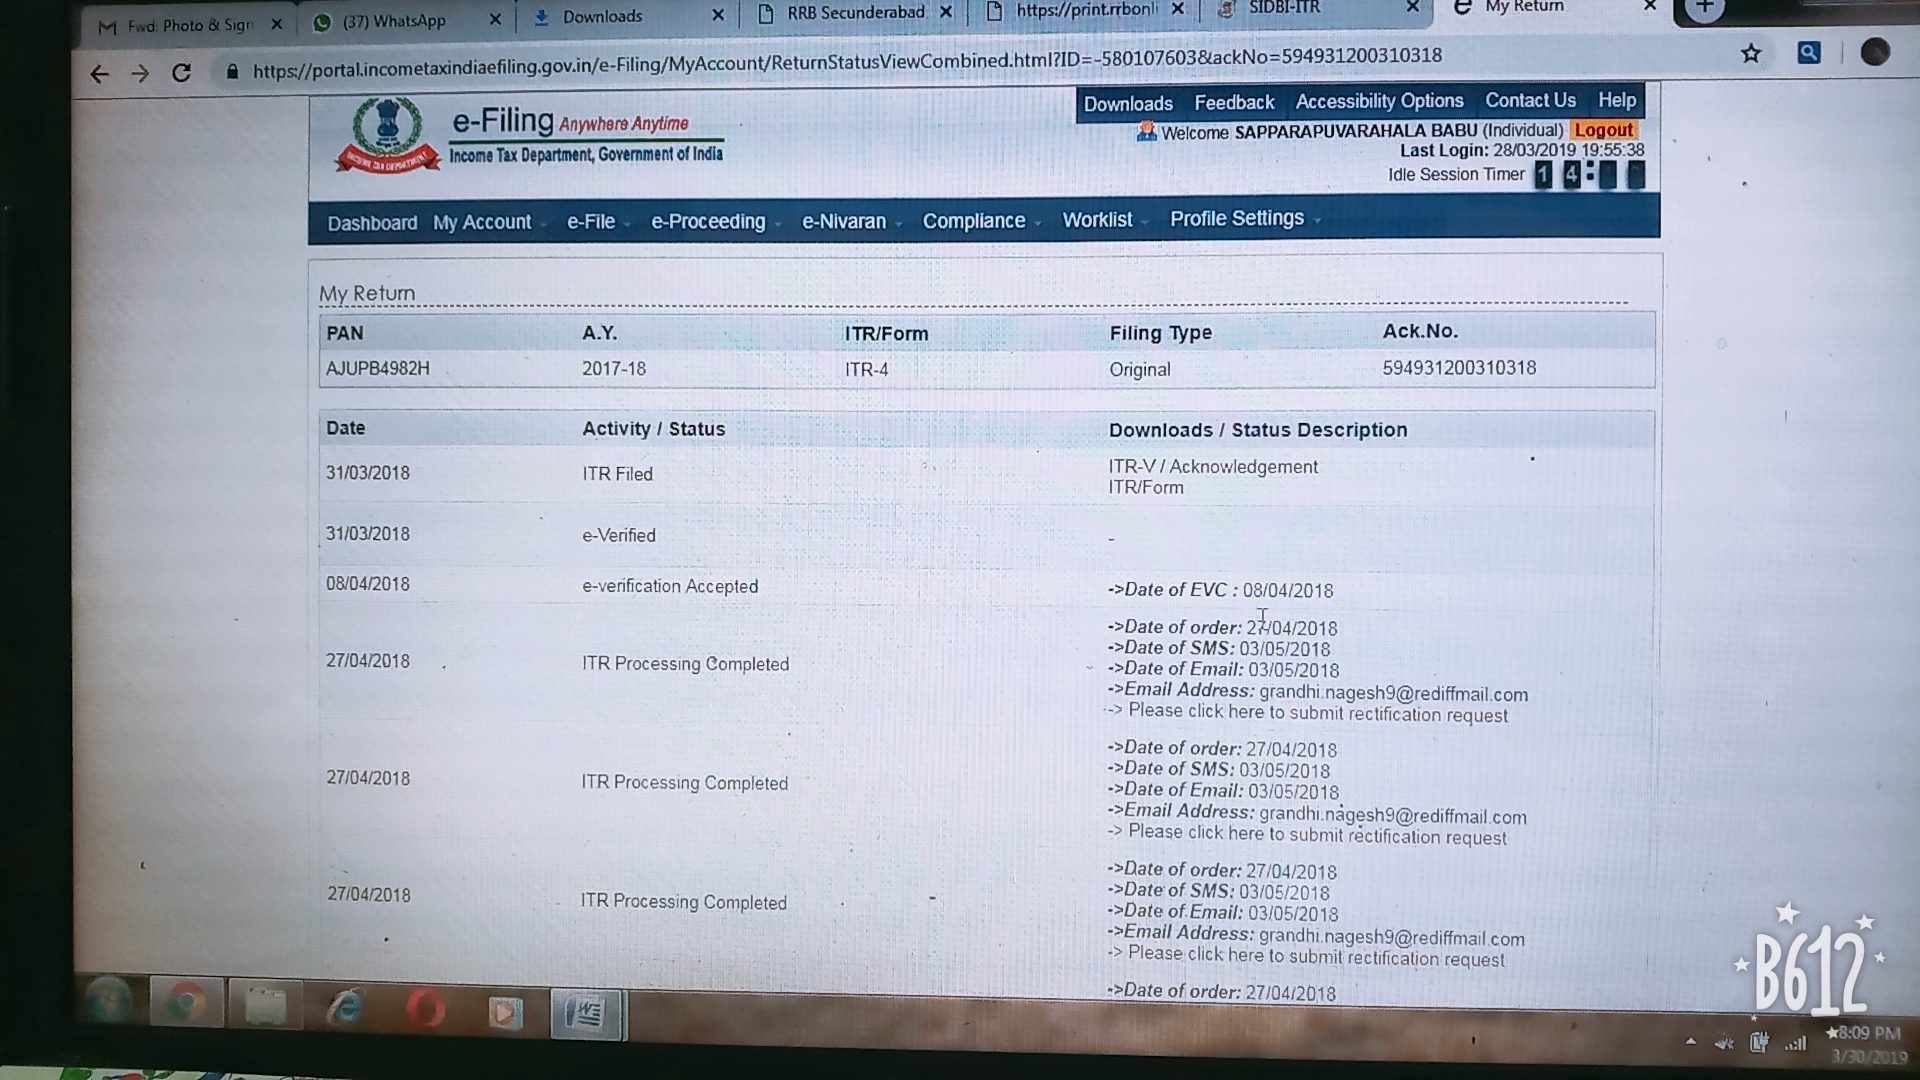 Fwd: Photo & Sign
(37) WhatsApp
Downloads
RRB Secunderabad
https://print.rrbonli
SIDBI-ITR
My Return
https://portal.incometaxindiaefiling.gov.in/e-Filing/MyAccount/ReturnStatusViewCombined.html?ID=-580107603&ackNo=594931200310318
Downloads Feedback Accessibility Options Contact Us Help
e-Filing Anywhere Anytime
Income Tax Department, Government of India
INCOME TAX DEPARTMENT
Welcome SAPPARAPUVARAHALA BABU (Individual) Logout
Last Login: 28/03/2019 19:55:38
Idle Session Timer 1 4 :
Dashboard My Account e-File e-Proceeding e-Nivaran Compliance Worklist Profile Settings
My Return
PAN A.Y. ITR/Form Filing Type Ack.No.
AJUPB4982H 2017-18 ITR-4 Original 594931200310318
Date Activity / Status Downloads / Status Description
31/03/2018 ITR Filed ITR-V / Acknowledgement
ITR/Form
31/03/2018 e-Verified -
08/04/2018 e-verification Accepted ->Date of EVC : 08/04/2018
->Date of order: 27/04/2018
->Date of SMS: 03/05/2018
27/04/2018 ITR Processing Completed ->Date of Email: 03/05/2018
->Email Address: grandhi.nagesh9@rediffmail.com
-> Please click here to submit rectification request
->Date of order: 27/04/2018
->Date of SMS: 03/05/2018
27/04/2018 ITR Processing Completed ->Date of Email: 03/05/2018
->Email Address: grandhi.nagesh9@rediffmail.com
-> Please click here to submit rectification request
->Date of order: 27/04/2018
->Date of SMS: 03/05/2018
27/04/2018 ITR Processing Completed ->Date of Email: 03/05/2018
->Email Address: grandhi.nagesh9@rediffmail.com
-> Please click here to submit rectification request
->Date of order: 27/04/2018
B612
8:09 PM
3/30/2019